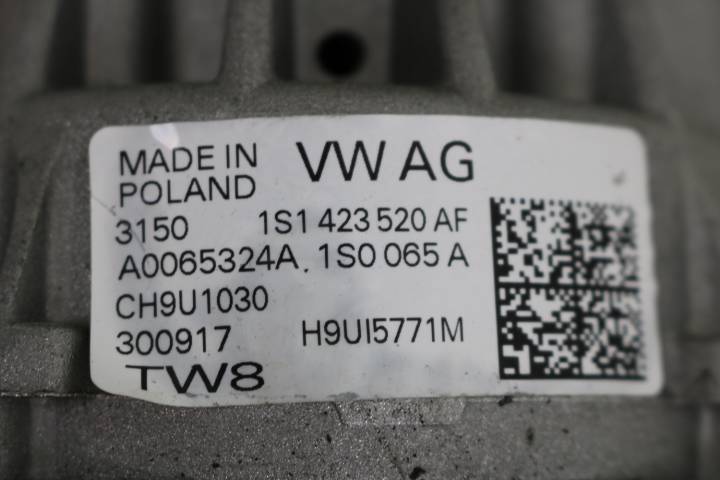 MADE IN VW AG
POLAND
3150 1S1 423 520 AF
A0065324A. 1S0 065 A
CH9U1030
300917 H9UI5771M
TW8